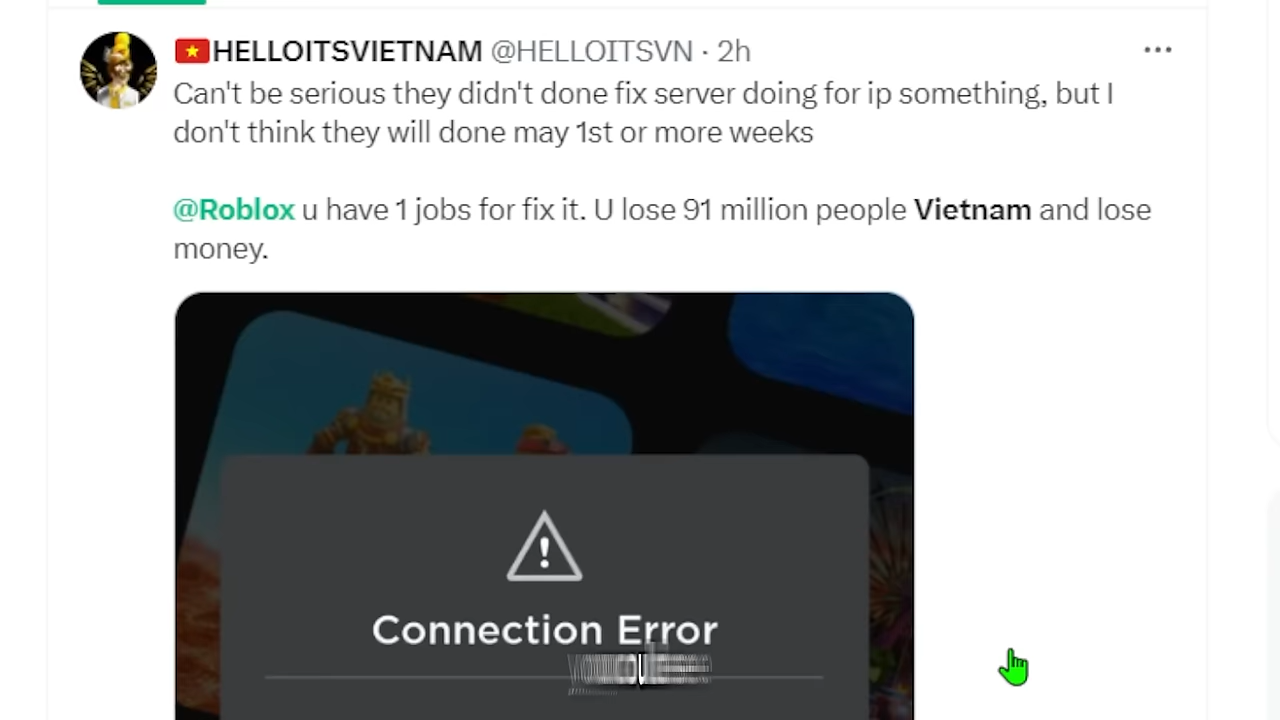 HELLOITSVIETNAM @HELLOITSVN · 2h
Can't be serious they didn't done fix server doing for ip something, but I
don't think they will done may 1st or more weeks
@Roblox u have 1 jobs for fix it. U lose 91 million people Vietnam and lose
money.
Connection Error